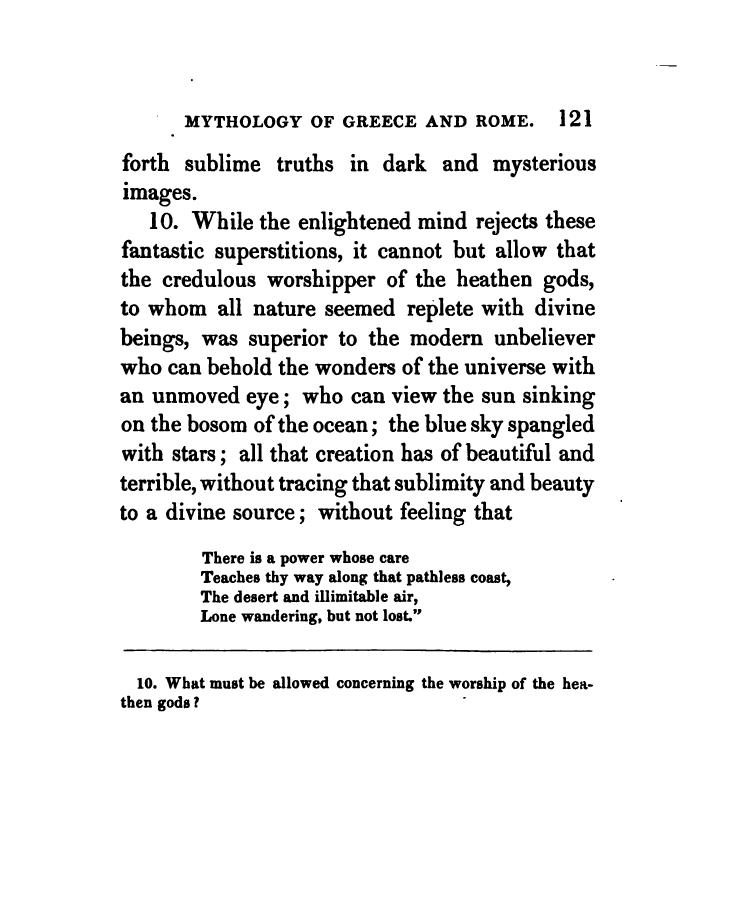 MYTHOLOGY OF GREECE AND ROME. 121
forth sublime truths in dark and mysterious
images.
10. While the enlightened mind rejects these
fantastic superstitions, it cannot but allow that
the credulous worshipper of the heathen gods,
to whom all nature seemed replete with divine
beings, was superior to the modern unbeliever
who can behold the wonders of the universe with
an unmoved eye; who can view the sun sinking
on the bosom of the ocean; the blue sky spangled
with stars; all that creation has of beautiful and
terrible, without tracing that sublimity and beauty
to a divine source; without feeling that
There is a power whose care
Teaches thy way along that pathless coast,
The desert and illimitable air,
Lone wandering, but not lost."
10. What must be allowed concerning the worship of the hea-
then gods?